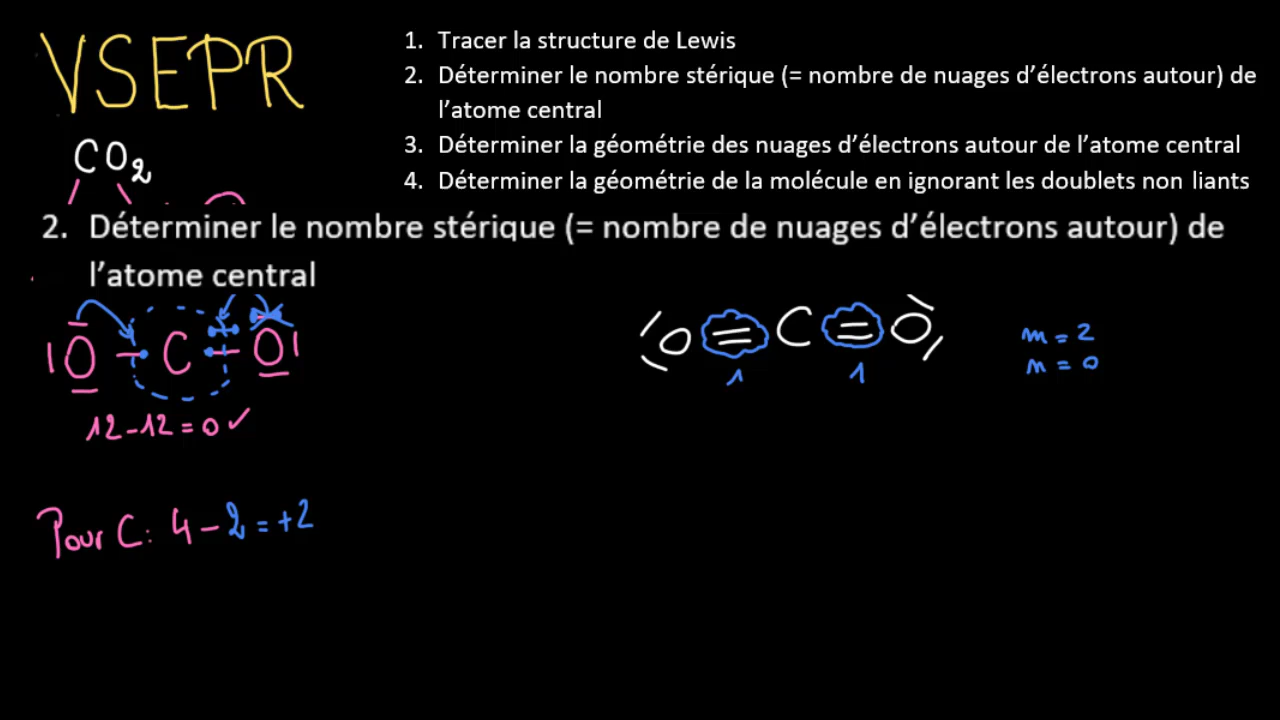 VSEPR
1. Tracer la structure de Lewis
2. Déterminer le nombre stérique (= nombre de nuages d’électrons autour) de
l’atome central
3. Déterminer la géométrie des nuages d’électrons autour de l’atome central
4. Déterminer la géométrie de la molécule en ignorant les doublets non liants
CO₂
2. Déterminer le nombre stérique (= nombre de nuages d’électrons autour) de
l’atome central
O - C - O
12-12=0 ✓
O = C = O
1 1
m = 2
n = 0
Pour C: 4 - 2 = +2